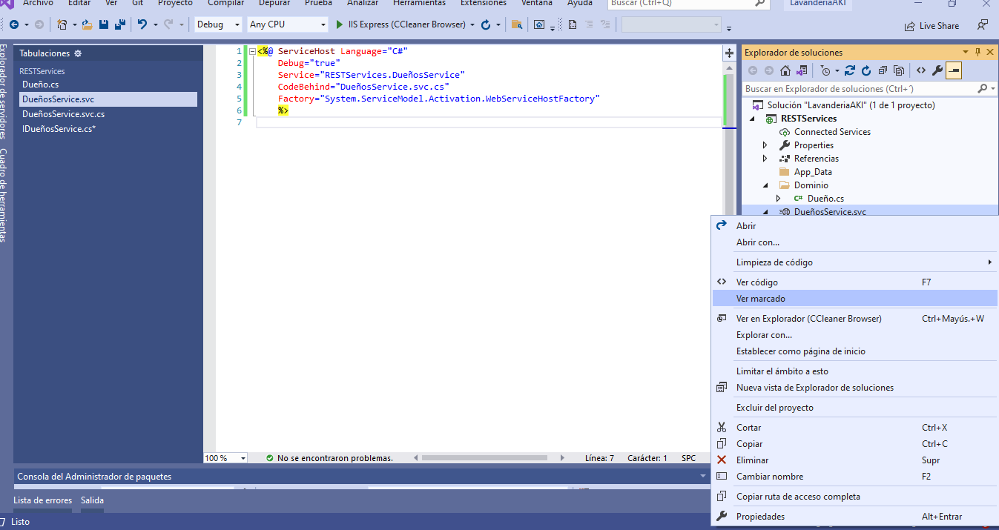 Archivo Editar Ver Git Proyecto Compilar Depurar Prueba Analizar Herramientas Extensiones Ventana Ayuda Buscar (Ctrl+Q) LavanderiaAKI
Debug Any CPU IIS Express (CCleaner Browser) Live Share
Explorador de servidores
Cuadro de herramientas
Tabulaciones
RESTServices
Dueño.cs
DueñosService.svc
DueñosService.svc.cs
IDueñosService.cs*
1 <%@ ServiceHost Language="C#"
2 Debug="true"
3 Service="RESTServices.DueñosService"
4 CodeBehind="DueñosService.svc.cs"
5 Factory="System.ServiceModel.Activation.WebServiceHostFactory"
6 %>
7
100 % No se encontraron problemas. Línea: 7 Carácter: 1 SPC
Explorador de soluciones
Buscar en Explorador de soluciones (Ctrl+´)
Solución "LavanderiaAKI" (1 de 1 proyecto)
RESTServices
Connected Services
Properties
Referencias
App_Data
Dominio
C# Dueño.cs
DueñosService.svc
Abrir
Abrir con...
Limpieza de código
Ver código F7
Ver marcado
Ver en Explorador (CCleaner Browser) Ctrl+Mayús.+W
Explorar con...
Establecer como página de inicio
Limitar el ámbito a esto
Nueva vista de Explorador de soluciones
Excluir del proyecto
Cortar Ctrl+X
Copiar Ctrl+C
Eliminar Supr
Cambiar nombre F2
Copiar ruta de acceso completa
Propiedades Alt+Entrar
Consola del Administrador de paquetes
Lista de errores Salida
Listo